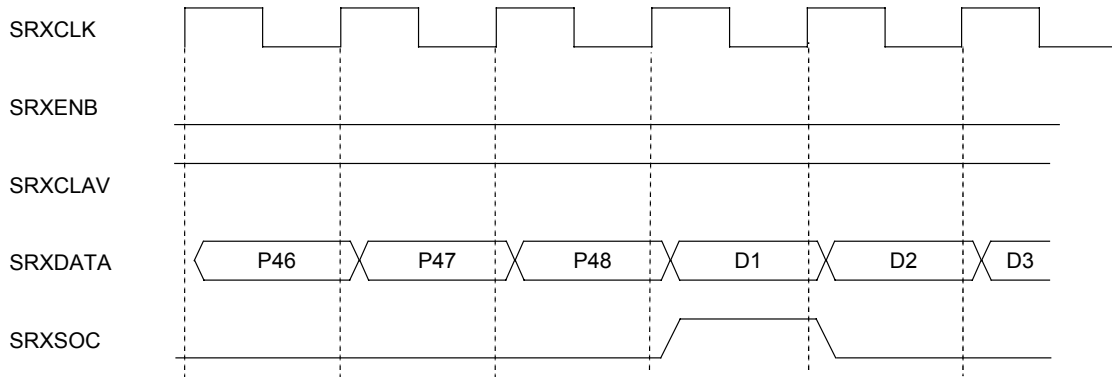 SRXCLK
SRXENB
SRXCLAV
SRXDATA P46 P47 P48 D1 D2 D3
SRXSOC